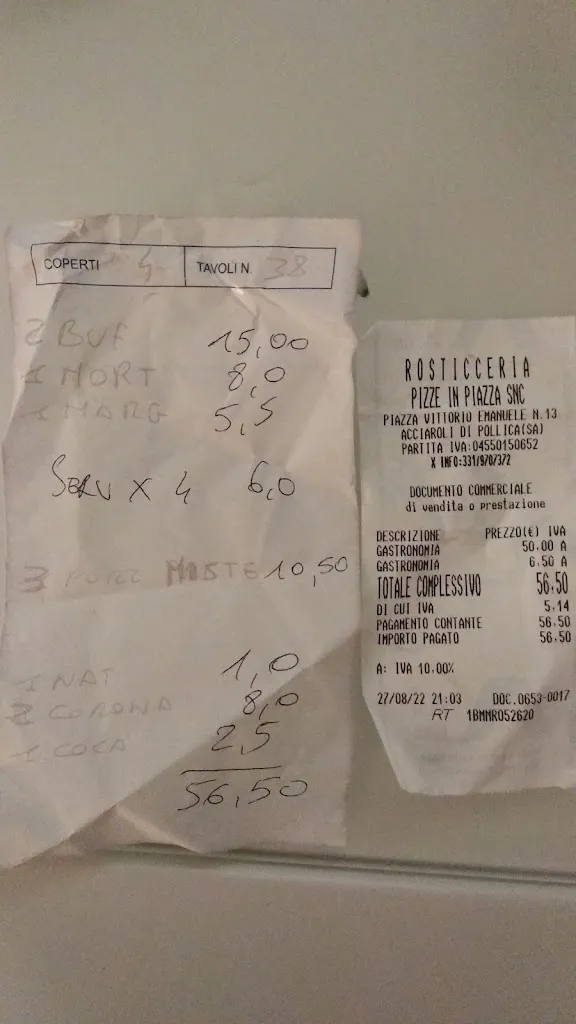 COPERTI 4 TAVOLI N. 38
2 BUF 15,00
1 MORT 8,0
1 MARG 5,5
SERV X 4 6,0
3 PORZ MISTE 10,50
1 NAT 1,0
2 CORONA 8,0
1 COCA 2,5
56,50
ROSTICCERIA
PIZZE IN PIAZZA SNC
PIAZZA VITTORIO EMANUELE N.13
ACCIAROLI DI POLLICA(SA)
PARTITA IVA:04550150652
X INFO:331/970/372
DOCUMENTO COMMERCIALE
di vendita o prestazione
DESCRIZIONE PREZZO(€) IVA
GASTRONOMIA 50.00 A
GASTRONOMIA 6.50 A
TOTALE COMPLESSIVO 56.50
DI CUI IVA 5.14
PAGAMENTO CONTANTE 56.50
IMPORTO PAGATO 56.50
A: IVA 10.00%
27/08/22 21:03 DOC.0653-0017
RT 1BMMR052620